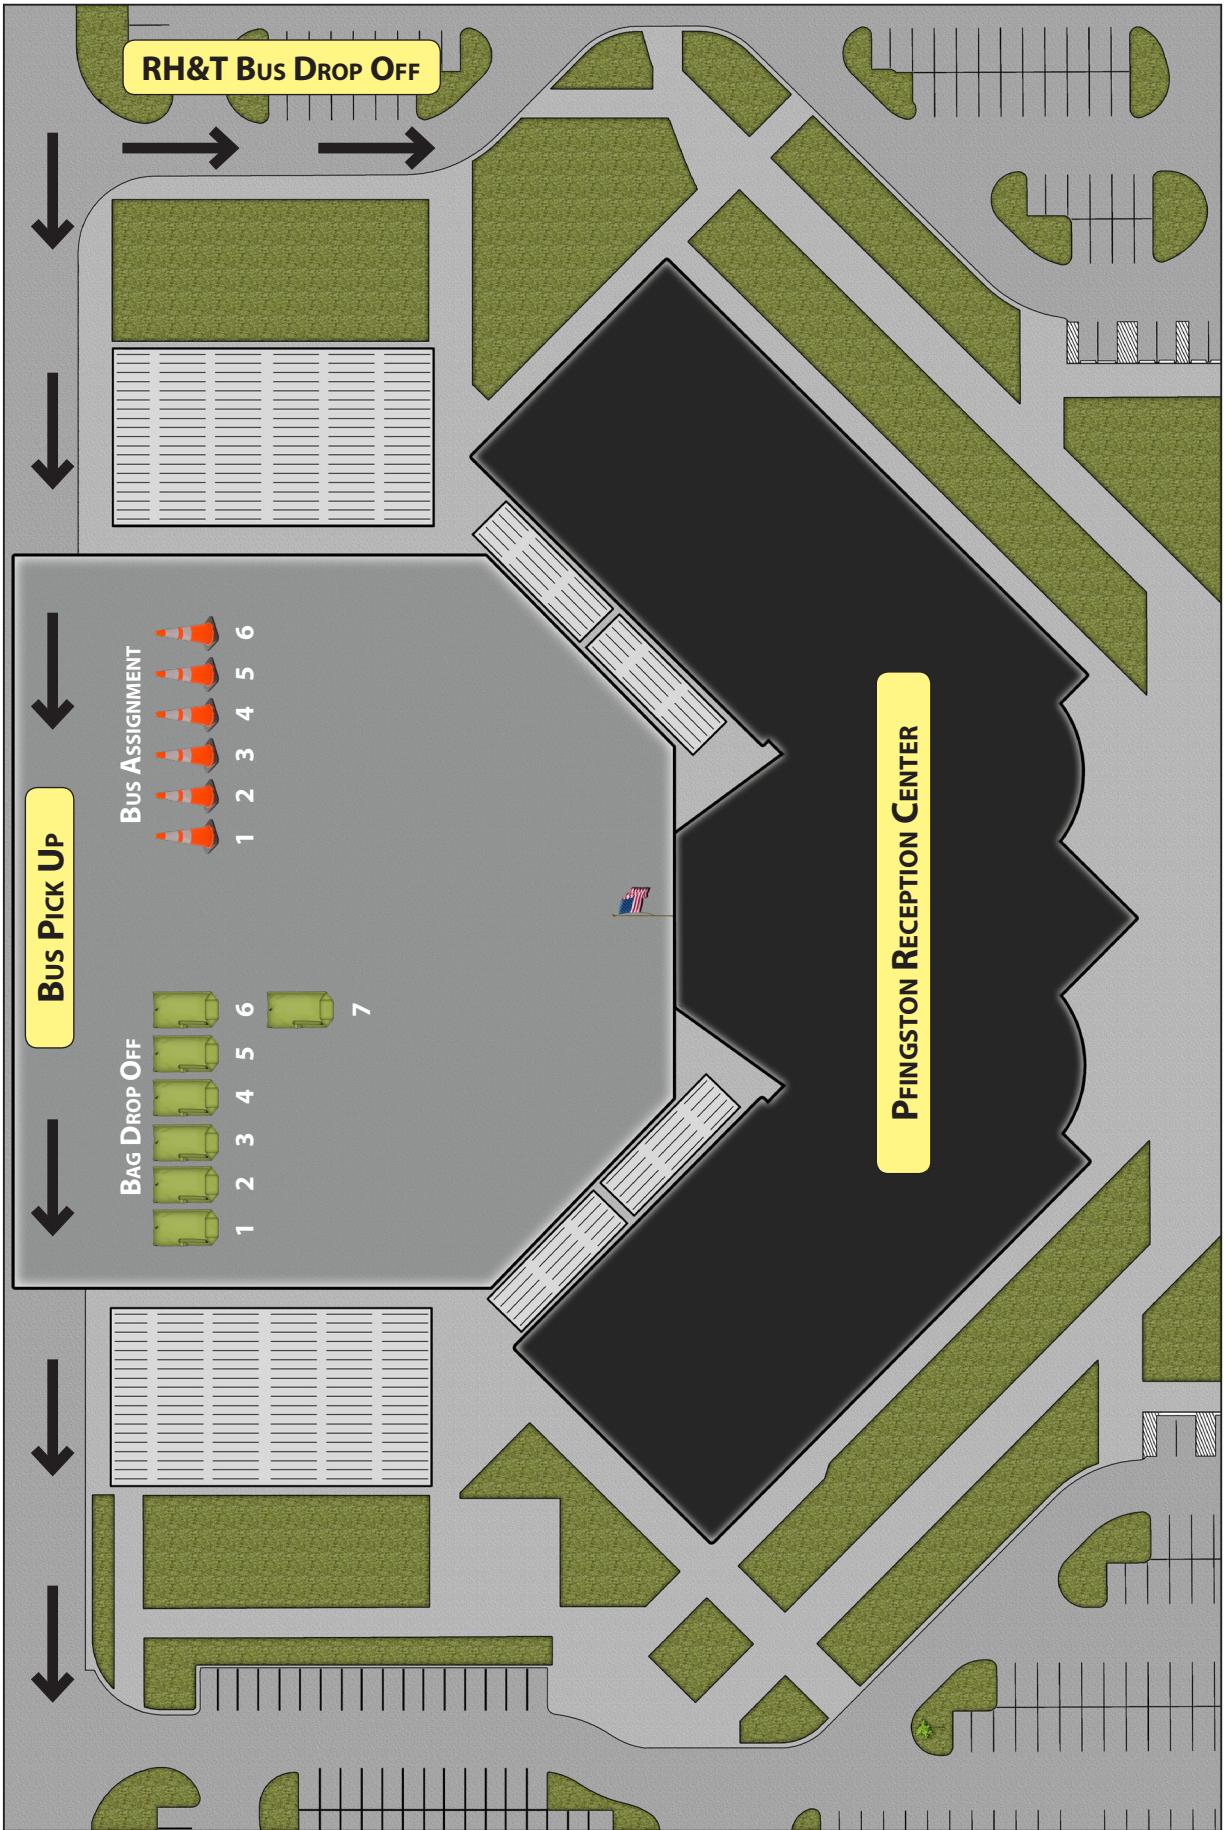 RH&T Bus Drop Off
Bus Assignment
1 2 3 4 5 6
Bus Pick Up
Bag Drop Off
1 2 3 4 5 6
7
Pfingston Reception Center